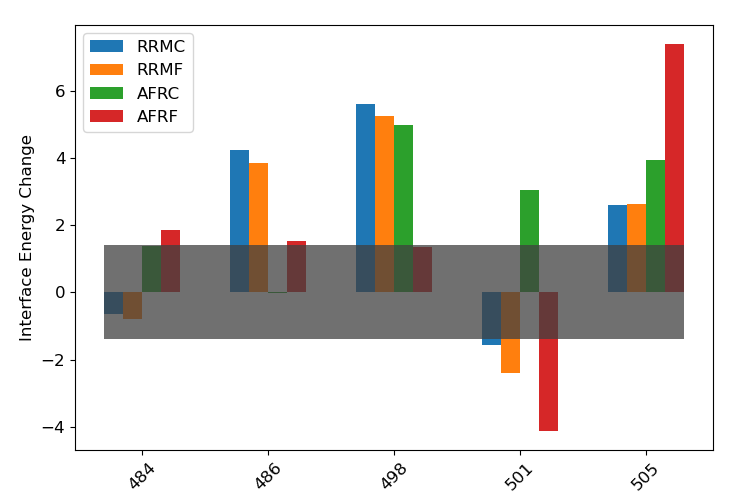 RRMC
RRMF
AFRC
AFRF
Interface Energy Change
6
4
2
0
−2
−4
484
486
498
501
505